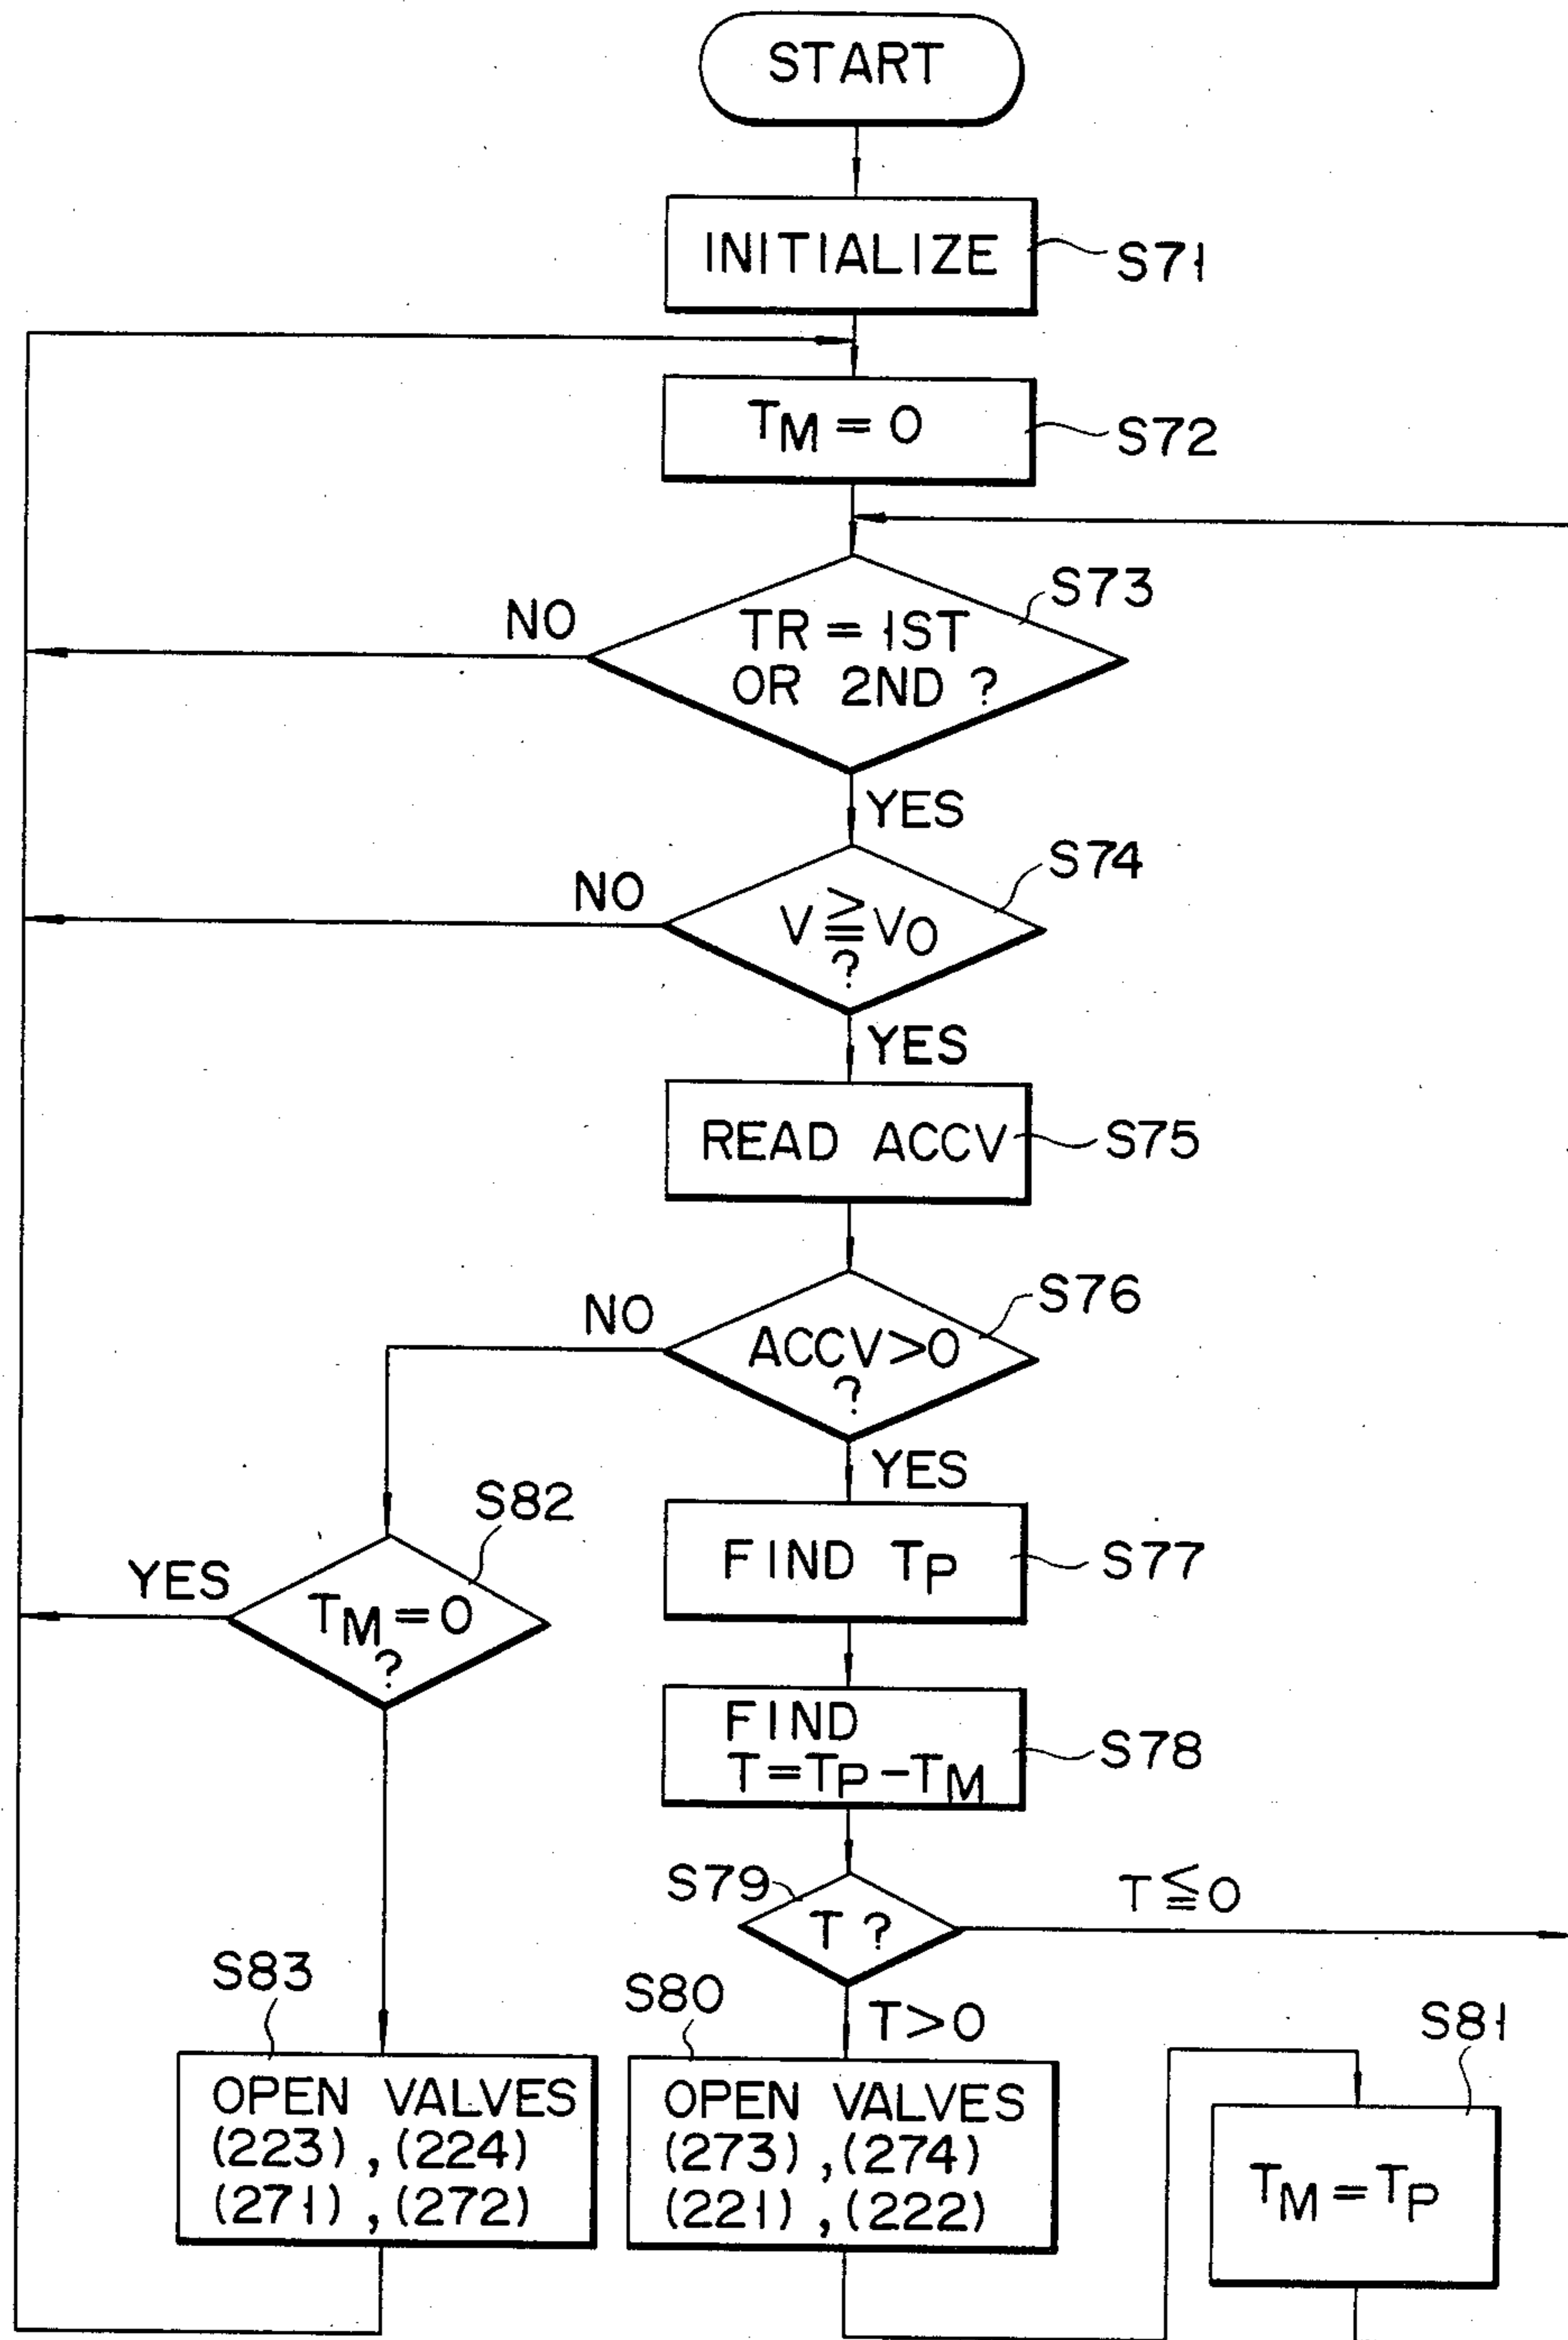 START
INITIALIZE
S71
TM = 0
S72
S73
NO
TR = 1ST
OR 2ND ?
YES
S74
NO
V ≧ VO
?
YES
READ ACCV
S75
S76
NO
ACCV>0
?
YES
S82
FIND TP
S77
YES
TM=0
?
FIND
T=TP-TM
S78
S79
T ?
T≦0
S83
S80
T>0
S81
OPEN VALVES
(223),(224)
(271),(272)
OPEN VALVES
(273),(274)
(221),(222)
TM=TP